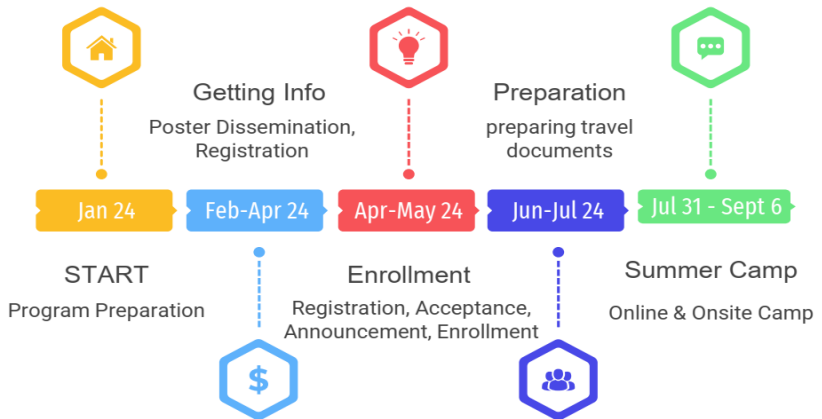 Getting Info
Poster Dissemination,
Registration
Preparation
preparing travel
documents
Jan 24
Feb-Apr 24
Apr-May 24
Jun-Jul 24
Jul 31 - Sept 6
START
Program Preparation
Enrollment
Registration, Acceptance,
Announcement, Enrollment
Summer Camp
Online & Onsite Camp
$